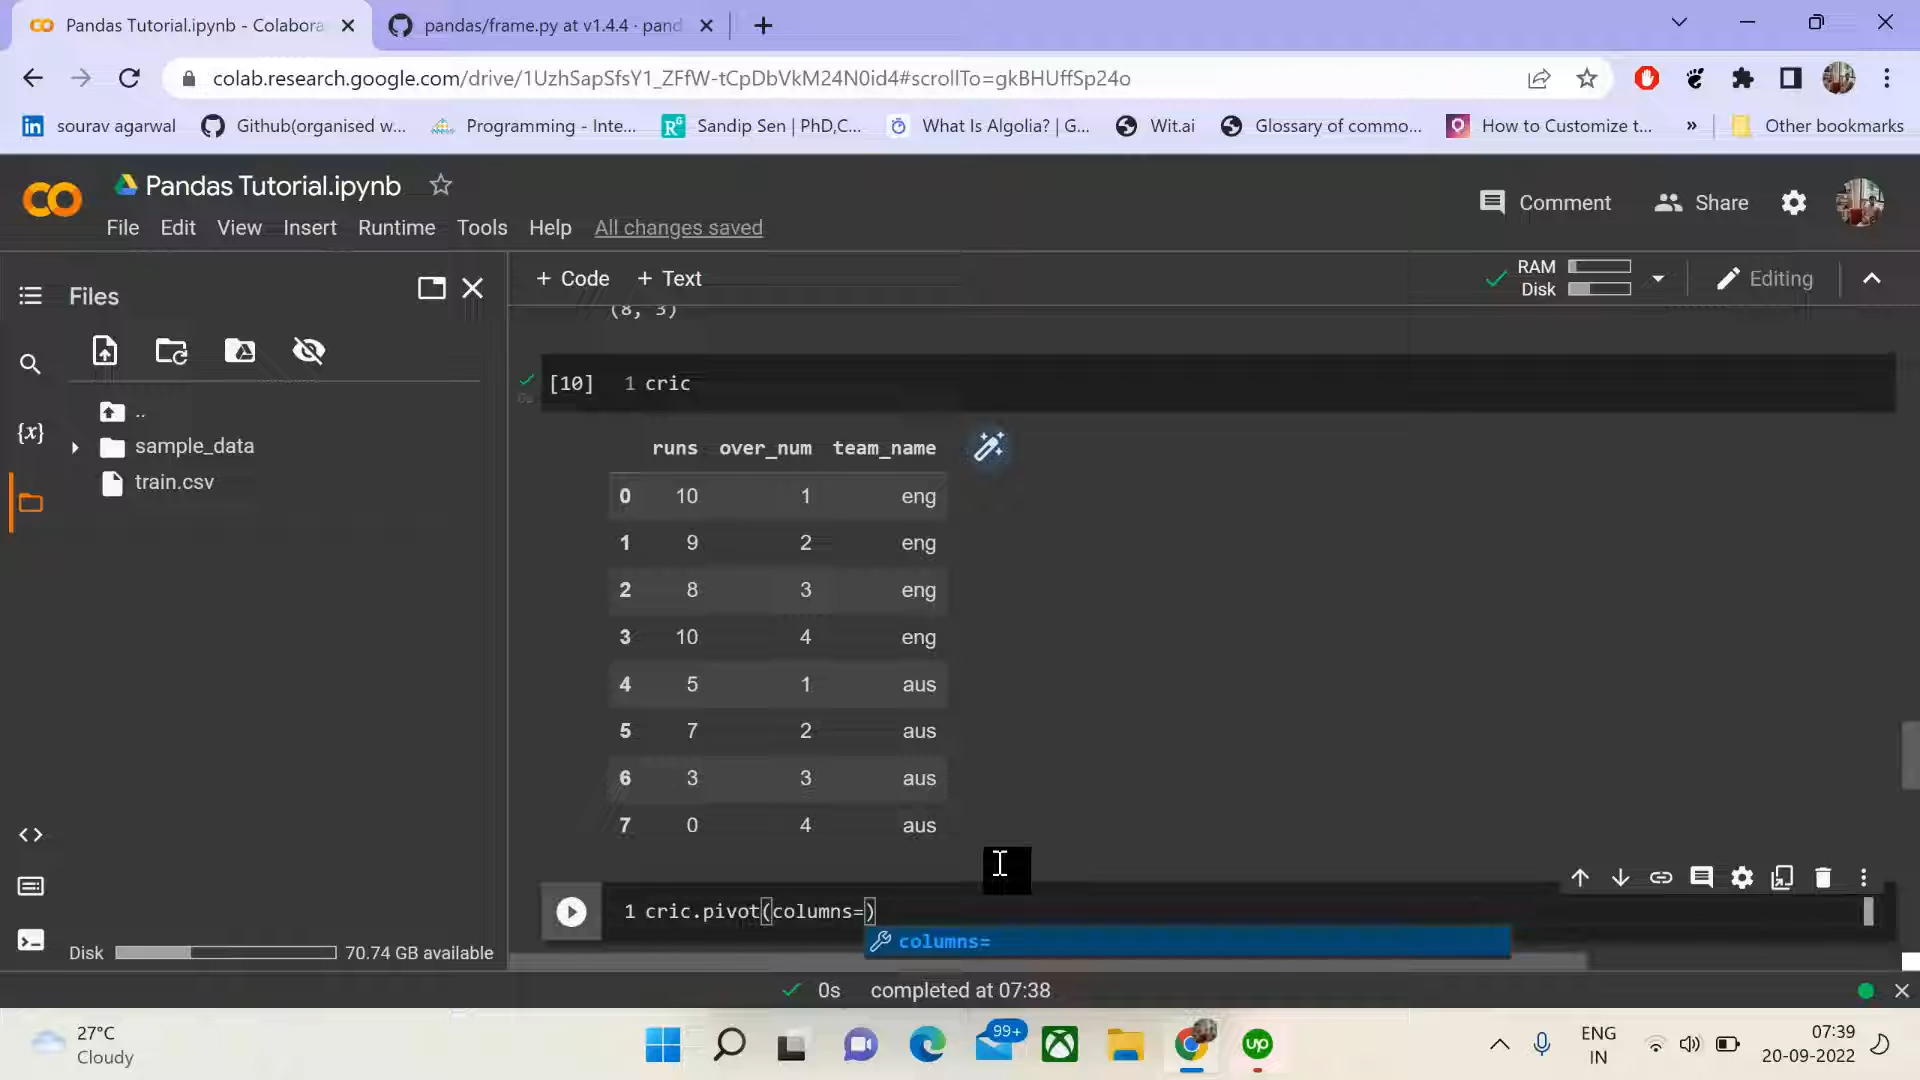 Pandas Tutorial.ipynb - Colabora
pandas/frame.py at v1.4.4 · pand
colab.research.google.com/drive/1UzhSapSfsY1_ZFfW-tCpDbVkM24N0id4#scrollTo=gkBHUffSp24o
sourav agarwal
Github(organised w...
Programming - Inte...
Sandip Sen | PhD,C...
What Is Algolia? | G...
Wit.ai
Glossary of commo...
How to Customize t...
»
Other bookmarks
Pandas Tutorial.ipynb
Comment
Share
File Edit View Insert Runtime Tools Help All changes saved
Files
+ Code + Text
RAM
Disk
Editing
(8, 3)
..
sample_data
train.csv
[10] 1 cric
runs over_num team_name
0 10 1 eng
1 9 2 eng
2 8 3 eng
3 10 4 eng
4 5 1 aus
5 7 2 aus
6 3 3 aus
7 0 4 aus
1 cric.pivot(columns=)
columns=
Disk 70.74 GB available
0s completed at 07:38
27°C
Cloudy
99+
up
ENG
IN
07:39
20-09-2022